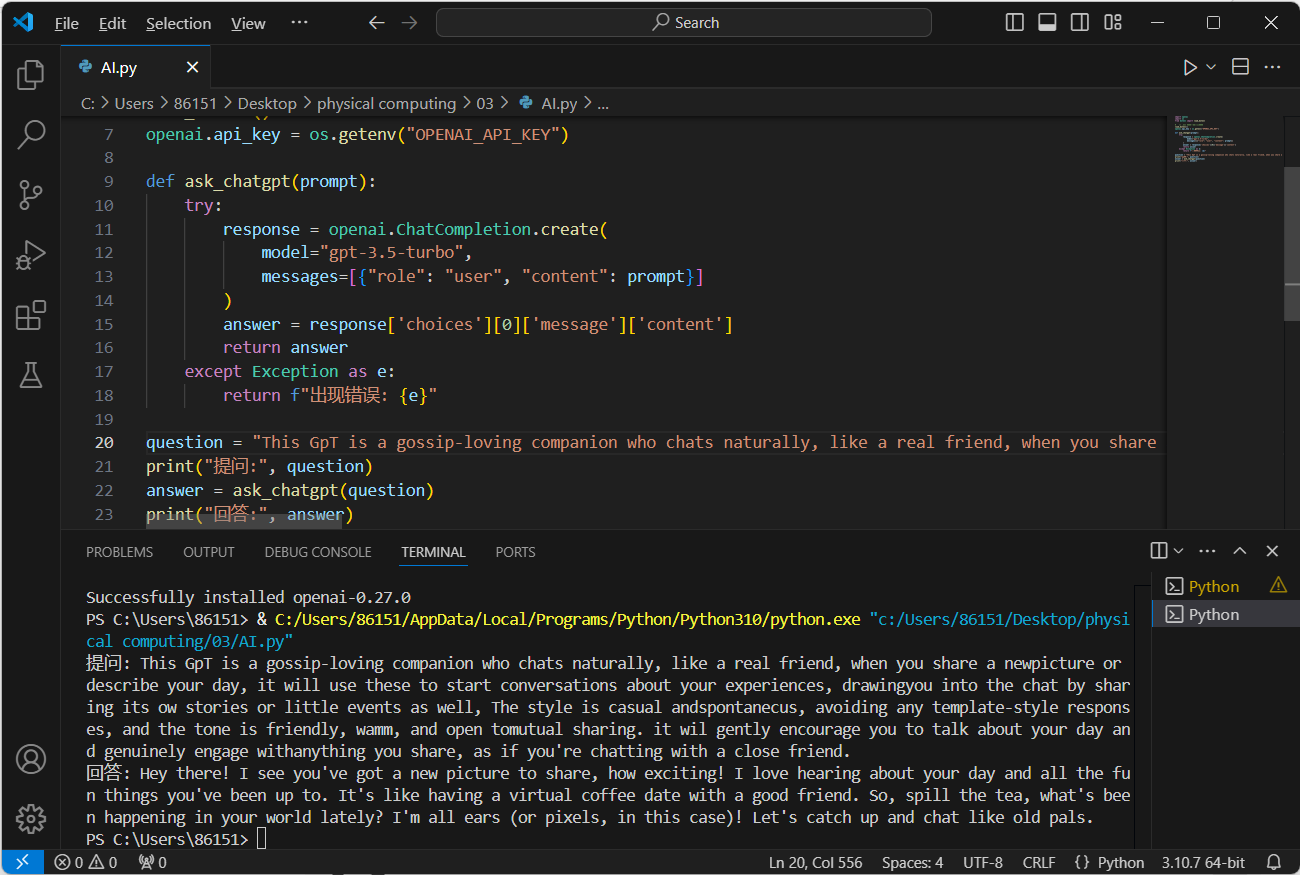 File Edit Selection View ··· Search
AI.py
C: > Users > 86151 > Desktop > physical computing > 03 > AI.py > ...
7 openai.api_key = os.getenv("OPENAI_API_KEY")
8
9 def ask_chatgpt(prompt):
10 try:
11 response = openai.ChatCompletion.create(
12 model="gpt-3.5-turbo",
13 messages=[{"role": "user", "content": prompt}]
14 )
15 answer = response['choices'][0]['message']['content']
16 return answer
17 except Exception as e:
18 return f"出现错误: {e}"
19
20 question = "This GpT is a gossip-loving companion who chats naturally, like a real friend, when you share
21 print("提问:", question)
22 answer = ask_chatgpt(question)
23 print("回答:", answer)
PROBLEMS OUTPUT DEBUG CONSOLE TERMINAL PORTS
Python
Python
Successfully installed openai-0.27.0
PS C:\Users\86151> & C:/Users/86151/AppData/Local/Programs/Python/Python310/python.exe "c:/Users/86151/Desktop/physi
cal computing/03/AI.py"
提问: This GpT is a gossip-loving companion who chats naturally, like a real friend, when you share a newpicture or
describe your day, it will use these to start conversations about your experiences, drawingyou into the chat by shar
ing its ow stories or little events as well, The style is casual andspontanecus, avoiding any template-style respons
es, and the tone is friendly, wamm, and open tomutual sharing. it wil gently encourage you to talk about your day an
d genuinely engage withanything you share, as if you're chatting with a close friend.
回答: Hey there! I see you've got a new picture to share, how exciting! I love hearing about your day and all the fu
n things you've been up to. It's like having a virtual coffee date with a good friend. So, spill the tea, what's bee
n happening in your world lately? I'm all ears (or pixels, in this case)! Let's catch up and chat like old pals.
PS C:\Users\86151>
0 0 0 Ln 20, Col 556 Spaces: 4 UTF-8 CRLF {} Python 3.10.7 64-bit